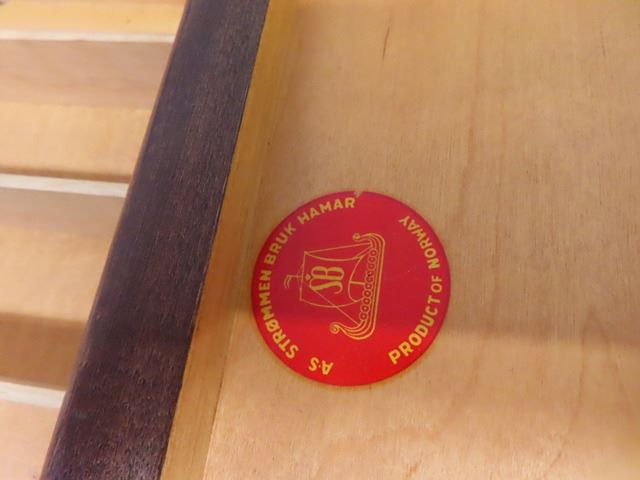 A·S STRØMMEN BRUK HAMAR
SB
PRODUCT OF NORWAY